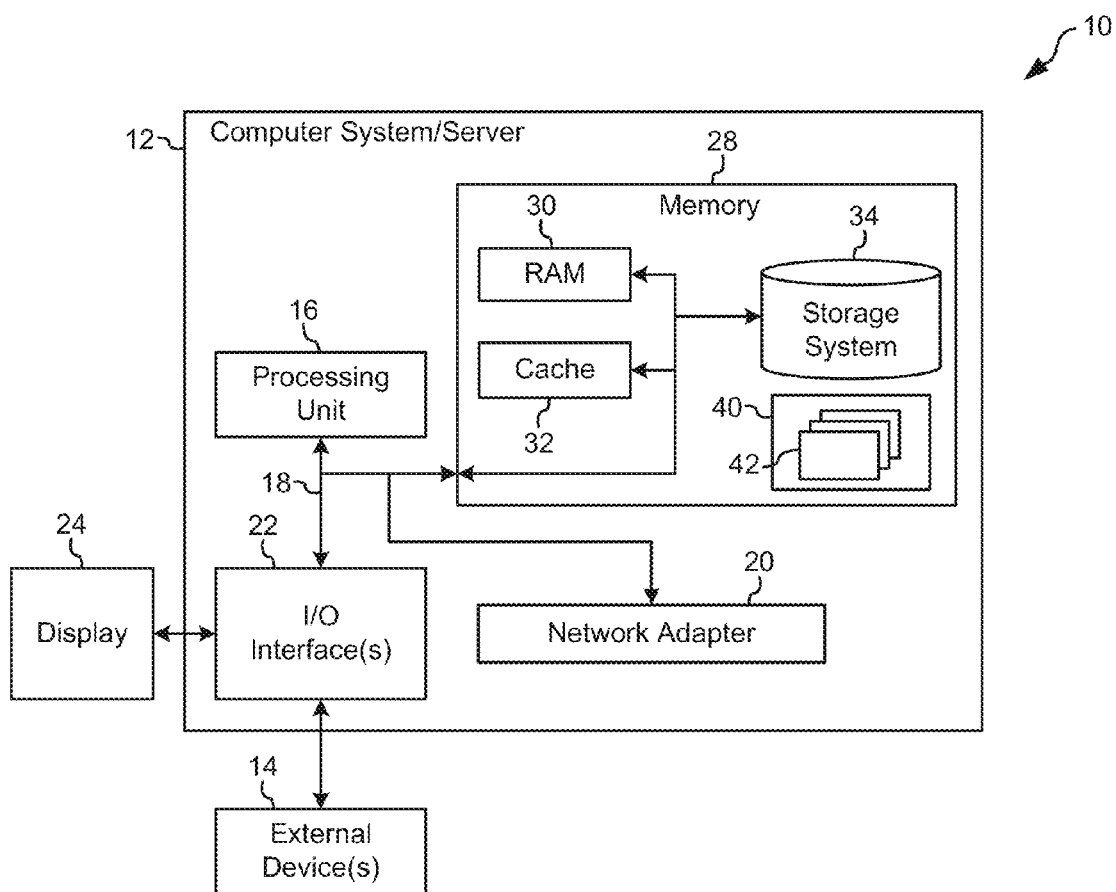 10
12
Computer System/Server
28
Memory
30
RAM
34
Storage
System
16
Processing
Unit
Cache
32
40
42
18
24
22
20
Display
I/O
Interface(s)
Network Adapter
14
External
Device(s)